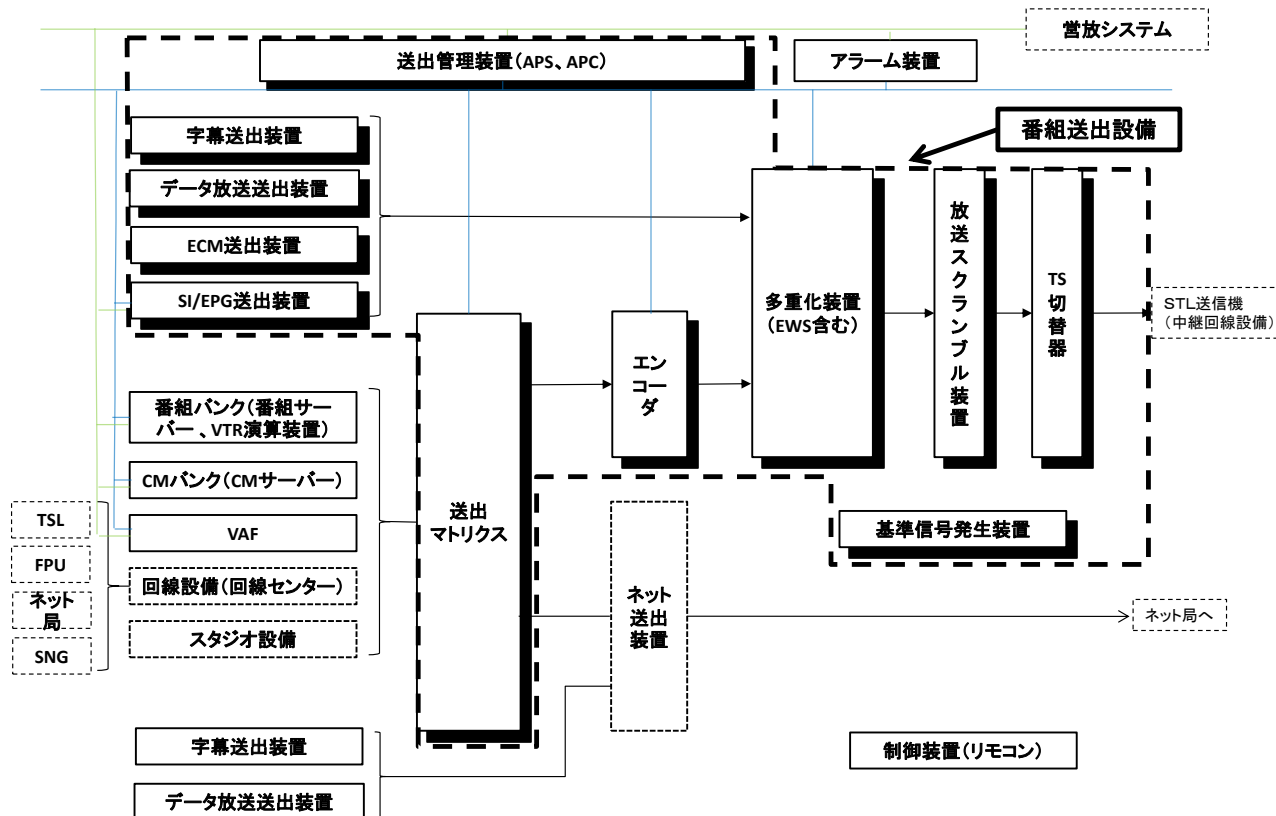 営放システム
送出管理装置(APS、APC)
アラーム装置
番組送出設備
字幕送出装置
データ放送送出装置
ECM送出装置
SI/EPG送出装置
多重化装置
(EWS含む)
放送スクランブル装置
TS
切替器
STL送信機
(中継回線設備)
エンコーダ
番組バンク(番組サー
バー、VTR演算装置)
CMバンク(CMサーバー)
VAF
回線設備(回線センター)
スタジオ設備
TSL
FPU
ネット
局
SNG
送出
マトリクス
基準信号発生装置
ネット
送出
装置
ネット局へ
字幕送出装置
データ放送送出装置
制御装置(リモコン)